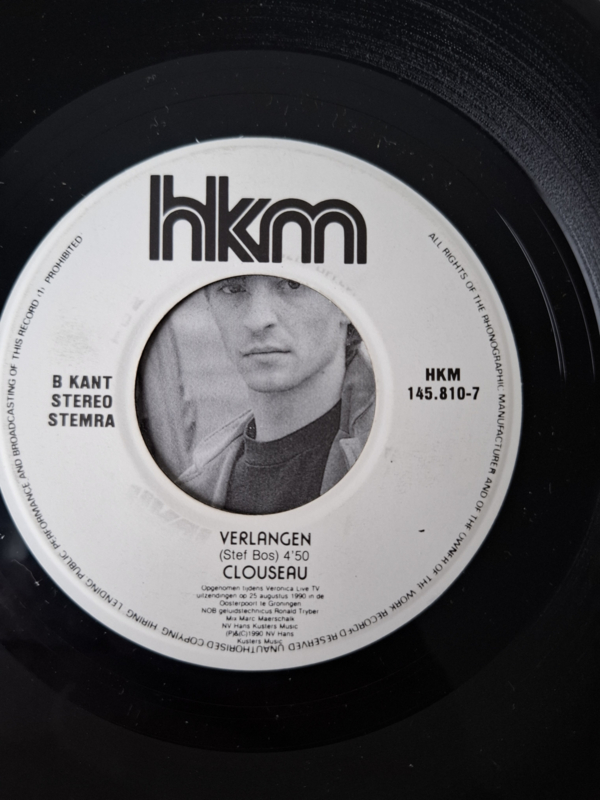 hkm
B KANT
STEREO
STEMRA
HKM
145.810-7
VERLANGEN
(Stef Bos) 4'50
CLOUSEAU
Opgenomen tijdens Veronica Live TV
uitzendingen op 25 augustus 1990 in de
Oosterpoort te Groningen
NOB geluidstechnicus Ronald Trijber
Mix Marc Maerschalk
NV Hans Kusters Music
(P)&(C)1990 NV Hans
Kusters Music
ALL RIGHTS OF THE PHONOGRAPHIC MANUFACTURER AND OF THE OWNER OF THE WORK RECORDED RESERVED UNAUTHORISED COPYING HIRING LENDING PUBLIC PERFORMANCE AND BROADCASTING OF THIS RECORD PROHIBITED